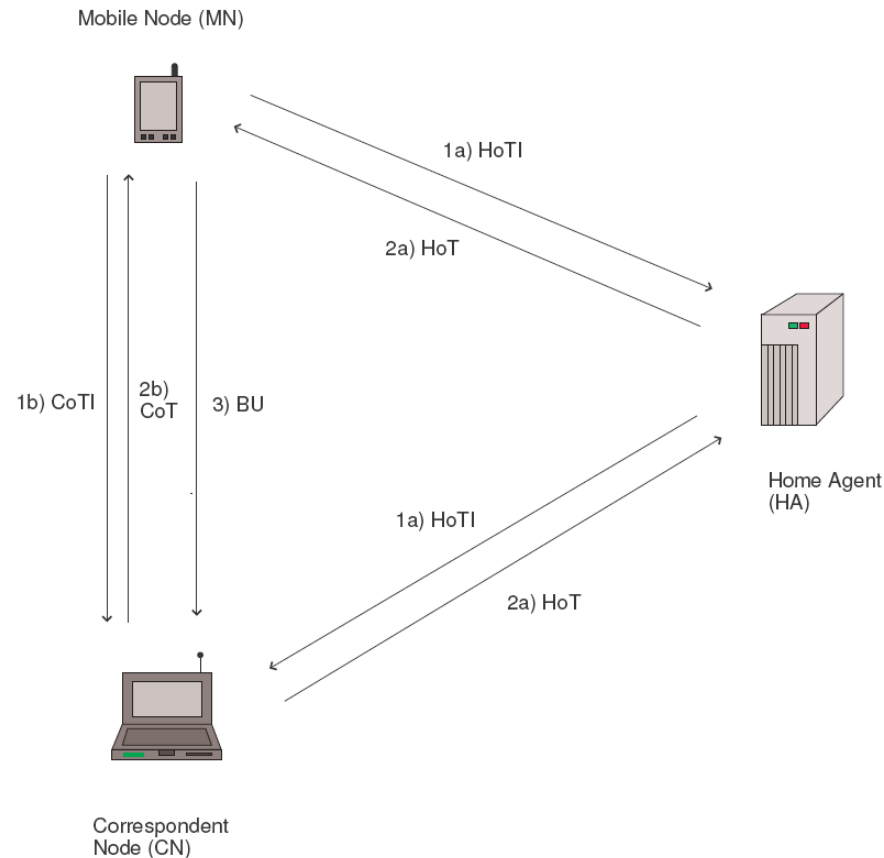 Mobile Node (MN)
1a) HoTI
2a) HoT
1b) CoTI
2b)
CoT
3) BU
Home Agent
(HA)
1a) HoTI
2a) HoT
Correspondent
Node (CN)